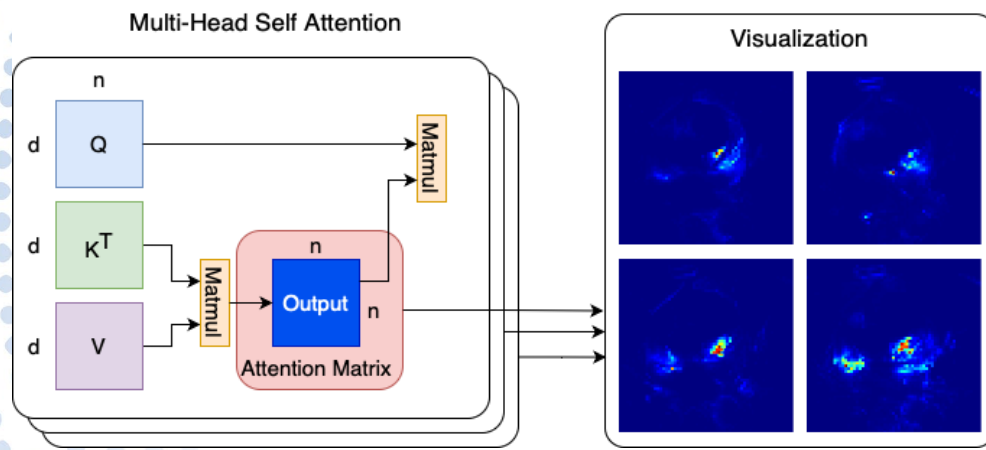 Multi-Head Self Attention
n
d
Q
Matmul
d
K^T
Matmul
n
Output
n
d
V
Attention Matrix
Visualization